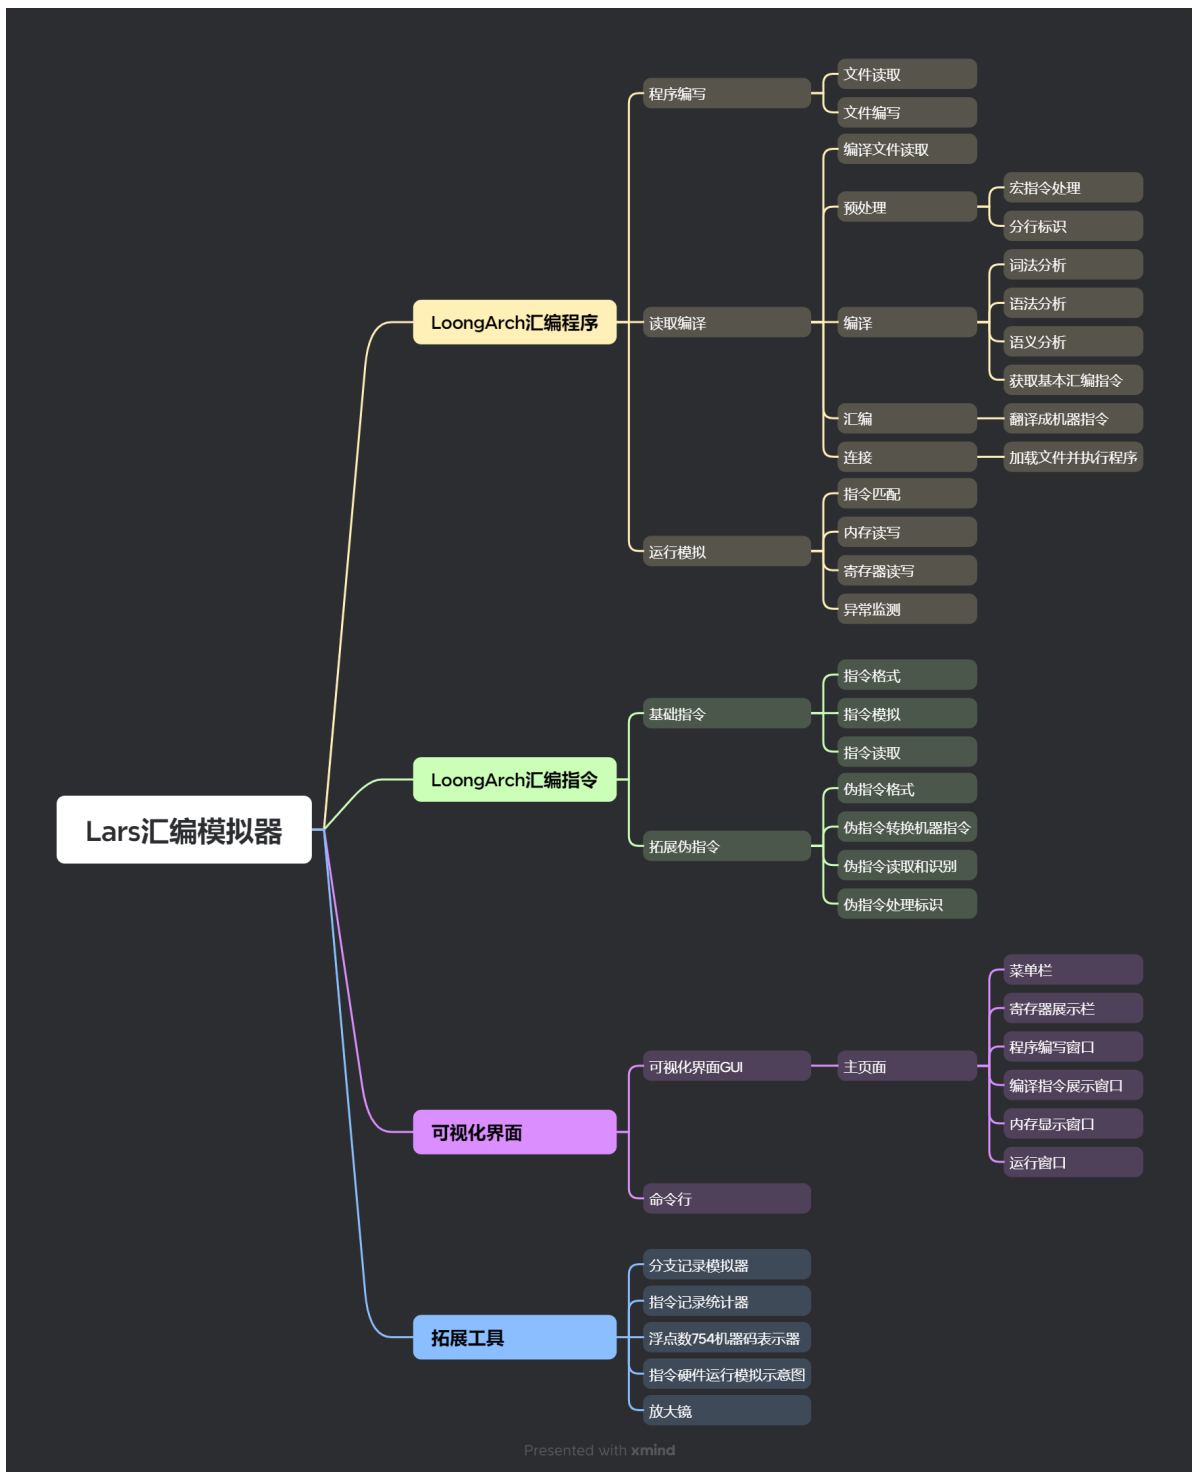 Lars汇编模拟器
LoongArch汇编程序
程序编写
文件读取
文件编写
读取编译
编译文件读取
预处理
宏指令处理
分行标识
编译
词法分析
语法分析
语义分析
获取基本汇编指令
汇编
翻译成机器指令
连接
加载文件并执行程序
运行模拟
指令匹配
内存读写
寄存器读写
异常监测
LoongArch汇编指令
基础指令
指令格式
指令模拟
指令读取
拓展伪指令
伪指令格式
伪指令转换机器指令
伪指令读取和识别
伪指令处理标识
可视化界面
可视化界面GUI
主页面
菜单栏
寄存器展示栏
程序编写窗口
编译指令展示窗口
内存显示窗口
运行窗口
命令行
拓展工具
分支记录模拟器
指令记录统计器
浮点数754机器码表示器
指令硬件运行模拟示意图
放大镜
Presented with xmind